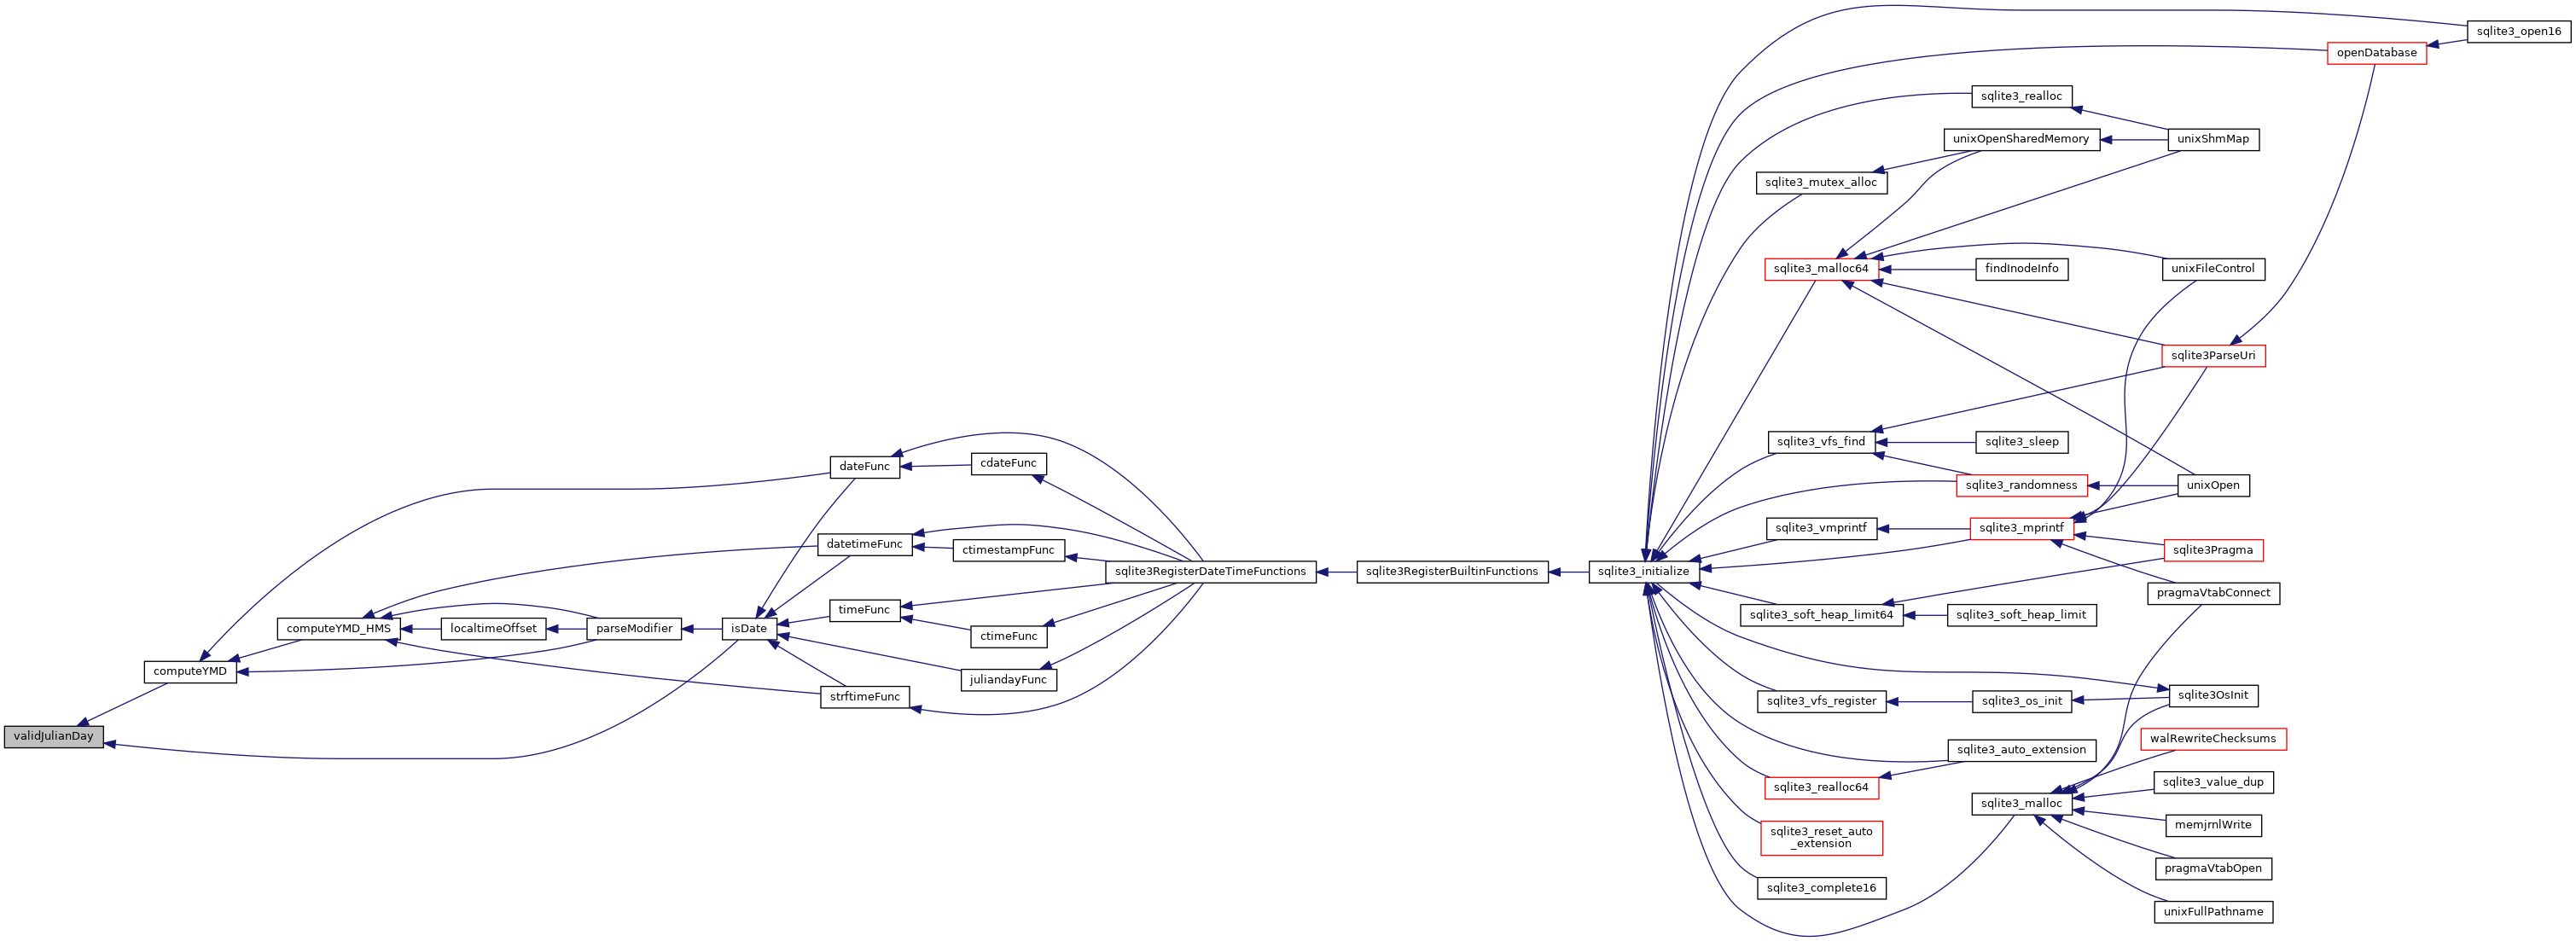 sqlite3_open16
openDatabase
sqlite3_realloc
unixOpenSharedMemory
unixShmMap
sqlite3_mutex_alloc
sqlite3_malloc64
findInodeInfo
unixFileControl
sqlite3ParseUri
sqlite3_vfs_find
sqlite3_sleep
dateFunc
cdateFunc
sqlite3_randomness
unixOpen
sqlite3_vmprintf
sqlite3_mprintf
datetimeFunc
ctimestampFunc
sqlite3Pragma
sqlite3RegisterDateTimeFunctions
sqlite3RegisterBuiltinFunctions
sqlite3_initialize
pragmaVtabConnect
timeFunc
sqlite3_soft_heap_limit64
sqlite3_soft_heap_limit
computeYMD_HMS
localtimeOffset
parseModifier
isDate
ctimeFunc
computeYMD
juliandayFunc
strftimeFunc
sqlite3_vfs_register
sqlite3_os_init
sqlite3OsInit
validJulianDay
walRewriteChecksums
sqlite3_auto_extension
sqlite3_value_dup
sqlite3_realloc64
sqlite3_malloc
memjrnlWrite
sqlite3_reset_auto
_extension
pragmaVtabOpen
sqlite3_complete16
unixFullPathname